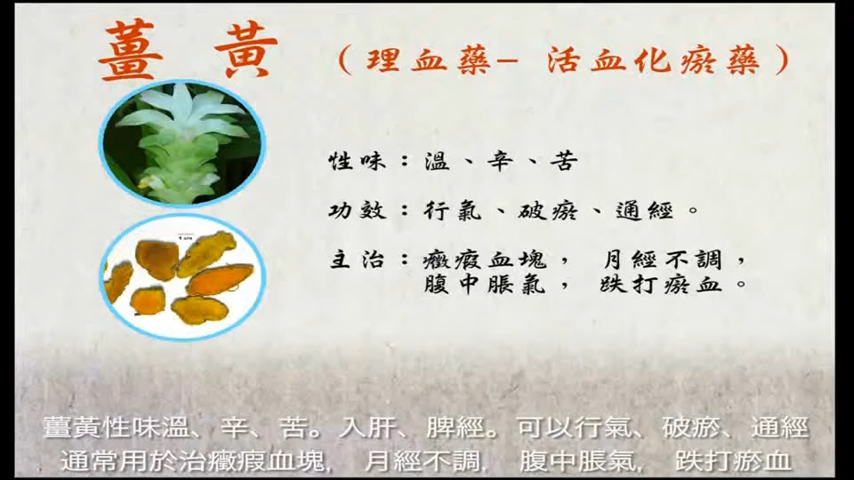 薑黃 （理血藥– 活血化瘀藥）
性味：溫、辛、苦
功效：行氣、破瘀、通經。
主治：癥瘕血塊， 月經不調，
腹中脹氣， 跌打瘀血。
薑黃性味溫、辛、苦。入肝、脾經。可以行氣、破瘀、通經
通常用於治癥瘕血塊, 月經不調, 腹中脹氣, 跌打瘀血